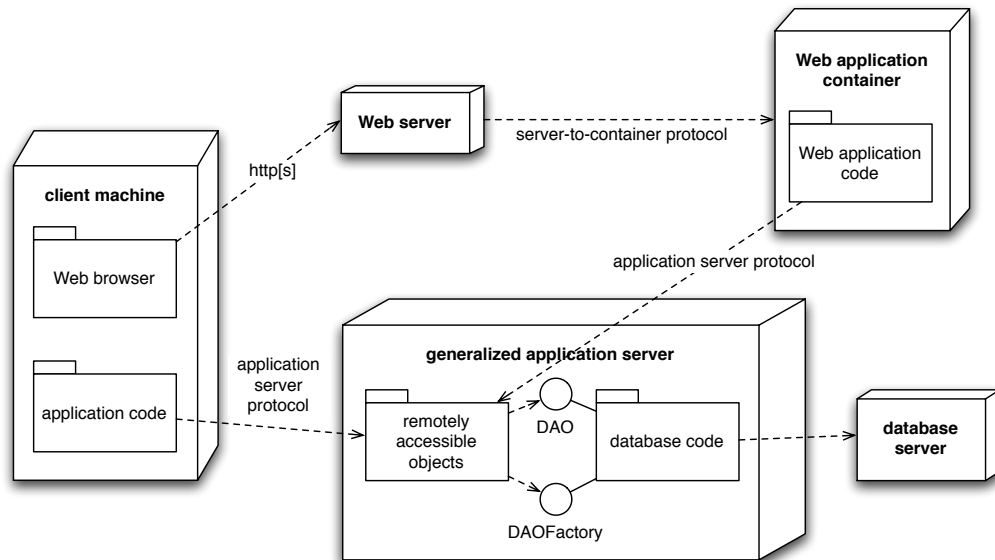 Web application
container
Web server
server-to-container protocol
Web application
code
http[s]
client machine
Web browser
application server protocol
generalized application server
application
server
protocol
application code
remotely
accessible
objects
DAO
database code
database
server
DAOFactory